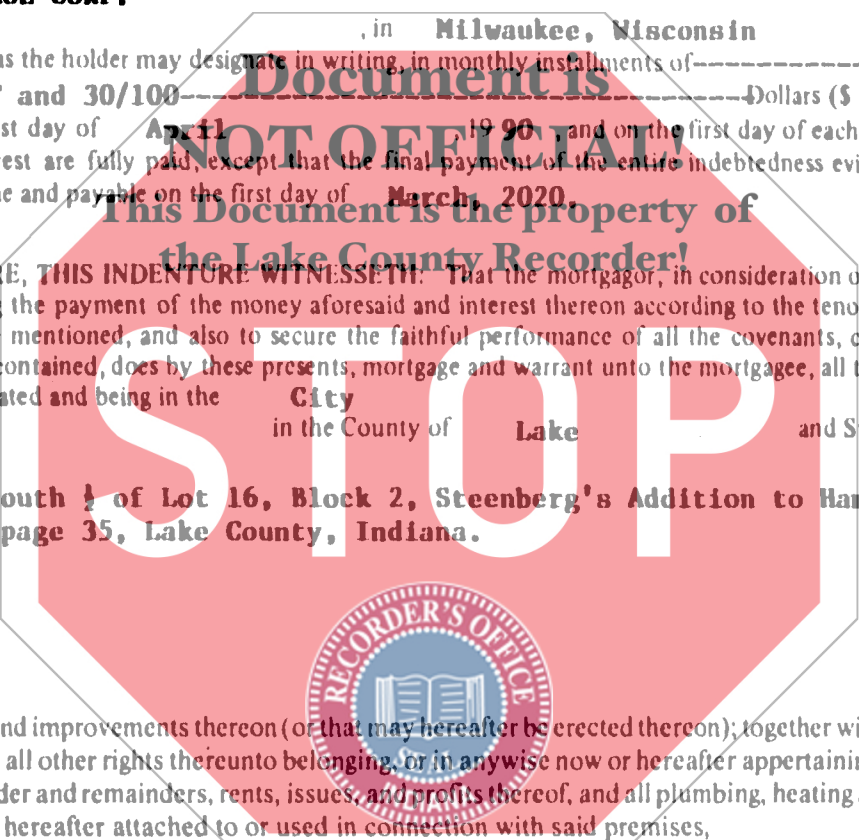 , in Milwaukee, Wisconsin
as the holder may designate in writing, in monthly installments of
and 30/100 Dollars ($
st day of April , 19 90 , and on the first day of each
rest are fully paid, except that the final payment of the entire indebtedness evi
e and payable on the first day of March, 2020.
Document is
NOT OFFICIAL!
This Document is the property of
the Lake County Recorder!
RE, THIS INDENTURE WITNESSETH: That the mortgagor, in consideration o
the payment of the money aforesaid and interest thereon according to the teno
mentioned, and also to secure the faithful performance of all the covenants, c
contained, does by these presents, mortgage and warrant unto the mortgagee, all t
ated and being in the City
in the County of Lake and S
STOP
outh ½ of Lot 16, Block 2, Steenberg's Addition to Ham
page 35, Lake County, Indiana.
RECORDER'S OFFICE
SEAL
nd improvements thereon (or that may hereafter be erected thereon); together wi
all other rights thereunto belonging, or in anywise now or hereafter appertainin
der and remainders, rents, issues, and profits thereof, and all plumbing, heating
hereafter attached to or used in connection with said premises,